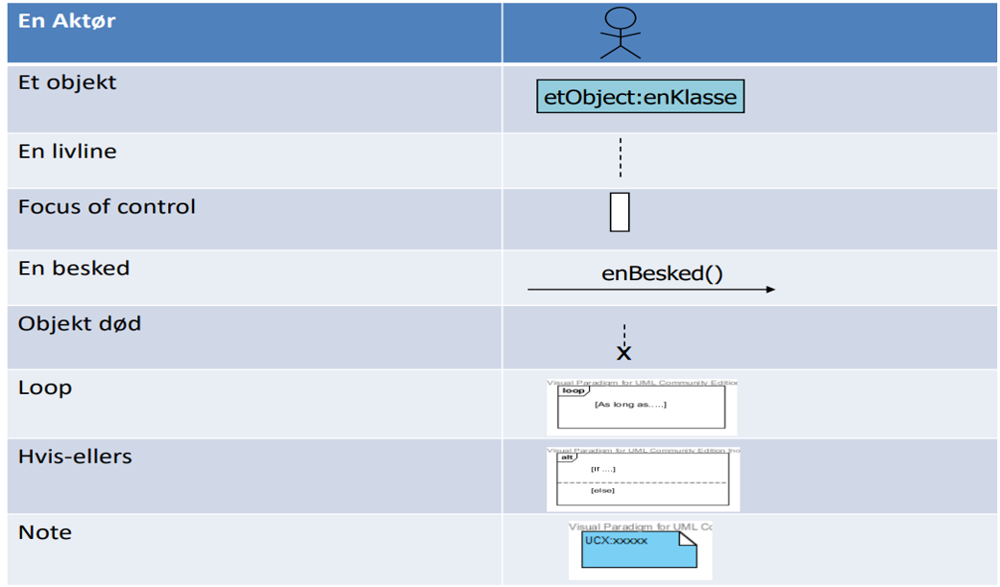 En Aktør
Et objekt
etObject:enKlasse
En livline
Focus of control
En besked
enBesked()
Objekt død
x
Loop
Visual Paradigm for UML Community Edition
loop
[As long as.....]
Hvis-ellers
Visual Paradigm for UML Community Edition [no
alt
[If ....]
[else]
Note
Visual Paradigm for UML Co
UCX:xxxxx